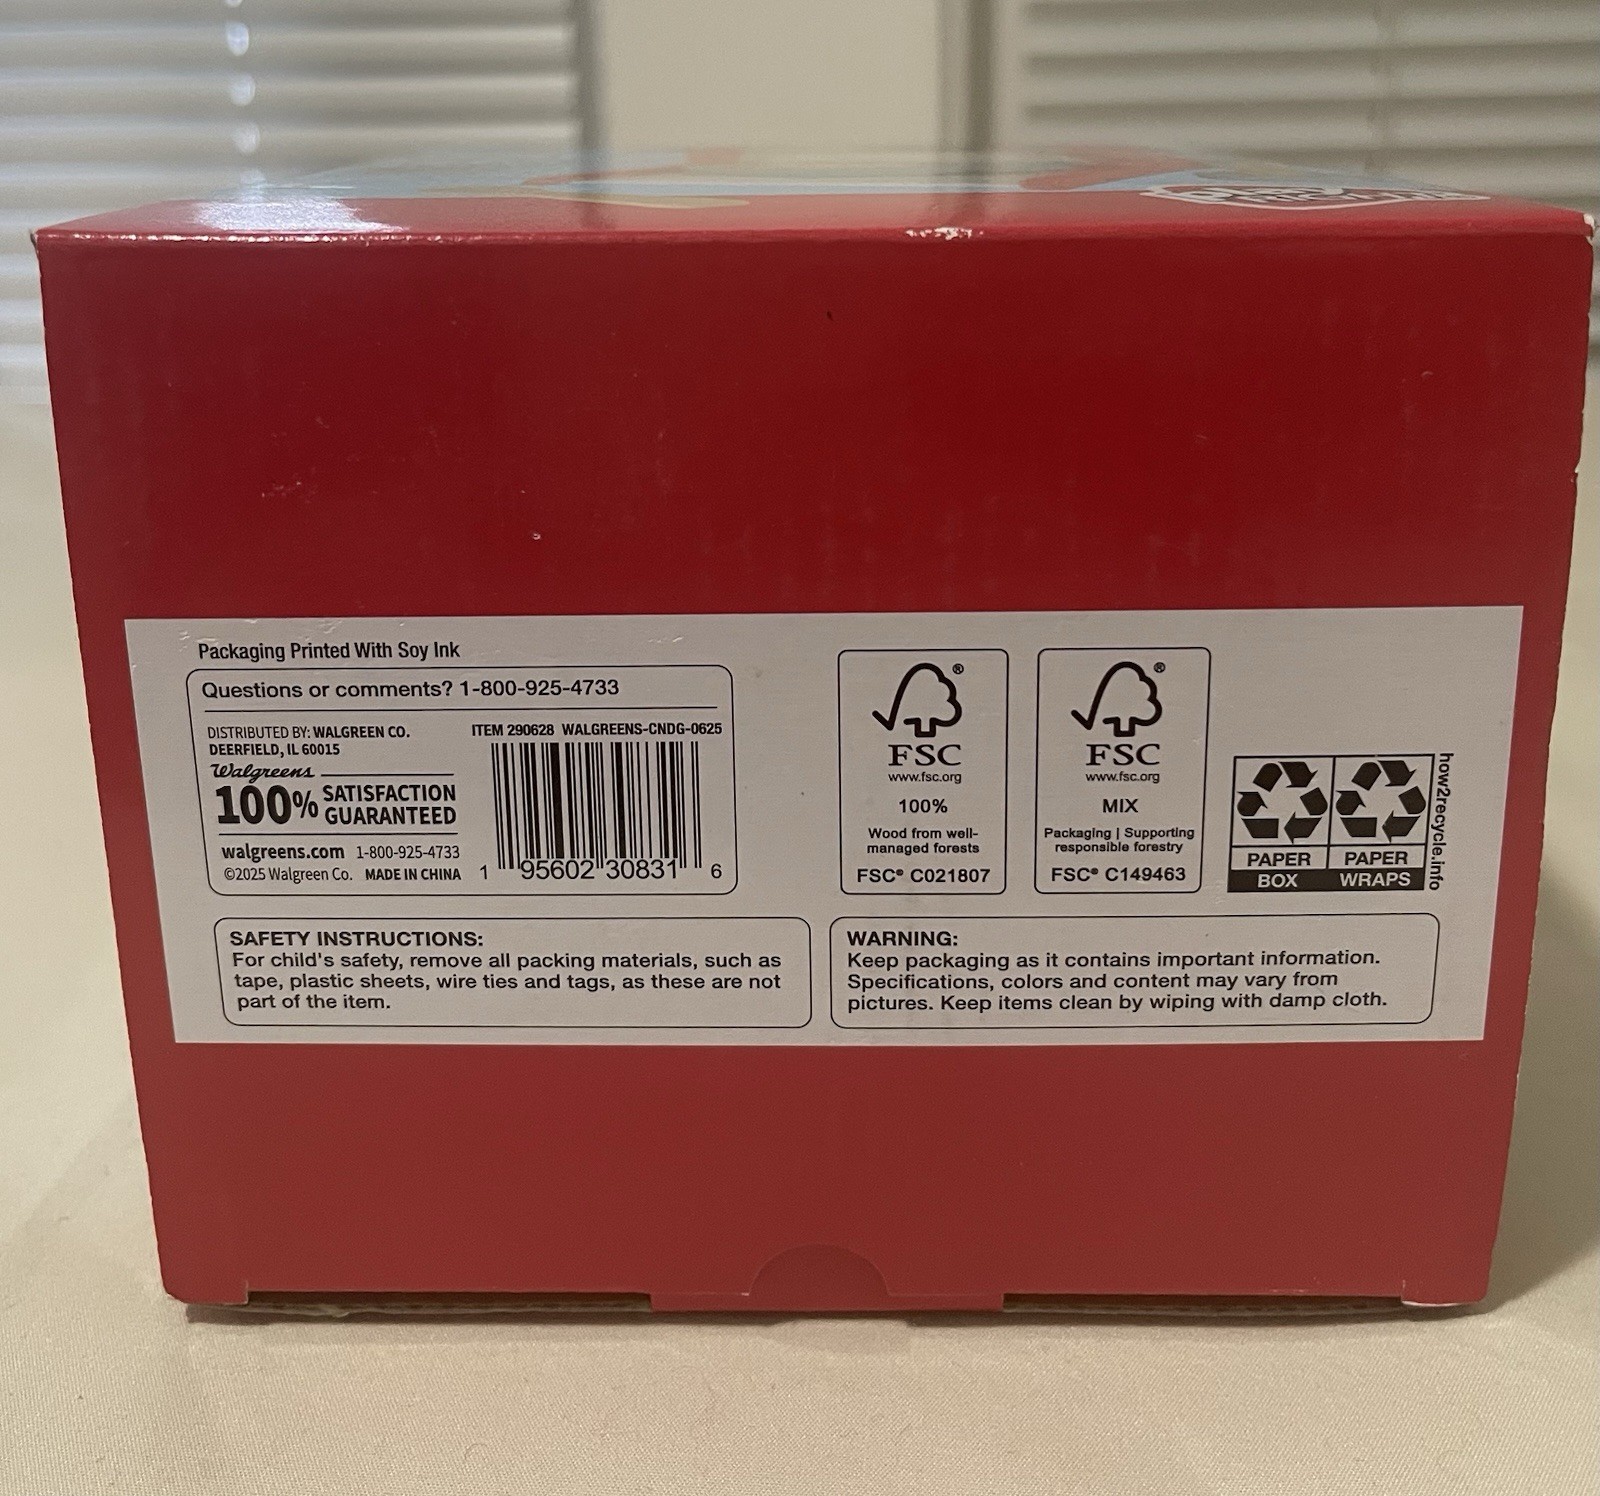 Packaging Printed With Soy Ink
Questions or comments? 1-800-925-4733
DISTRIBUTED BY: WALGREEN CO.
DEERFIELD, IL 60015
Walgreens
100% SATISFACTION
GUARANTEED
walgreens.com 1-800-925-4733
©2025 Walgreen Co. MADE IN CHINA
ITEM 290628 WALGREENS-CNDG-0625
1 95602 30831 6
®
FSC
www.fsc.org
100%
Wood from well-
managed forests
FSC® C021807
®
FSC
www.fsc.org
MIX
Packaging | Supporting
responsible forestry
FSC® C149463
PAPER
BOX
PAPER
WRAPS
how2recycle.info
SAFETY INSTRUCTIONS:
For child's safety, remove all packing materials, such as
tape, plastic sheets, wire ties and tags, as these are not
part of the item.
WARNING:
Keep packaging as it contains important information.
Specifications, colors and content may vary from
pictures. Keep items clean by wiping with damp cloth.